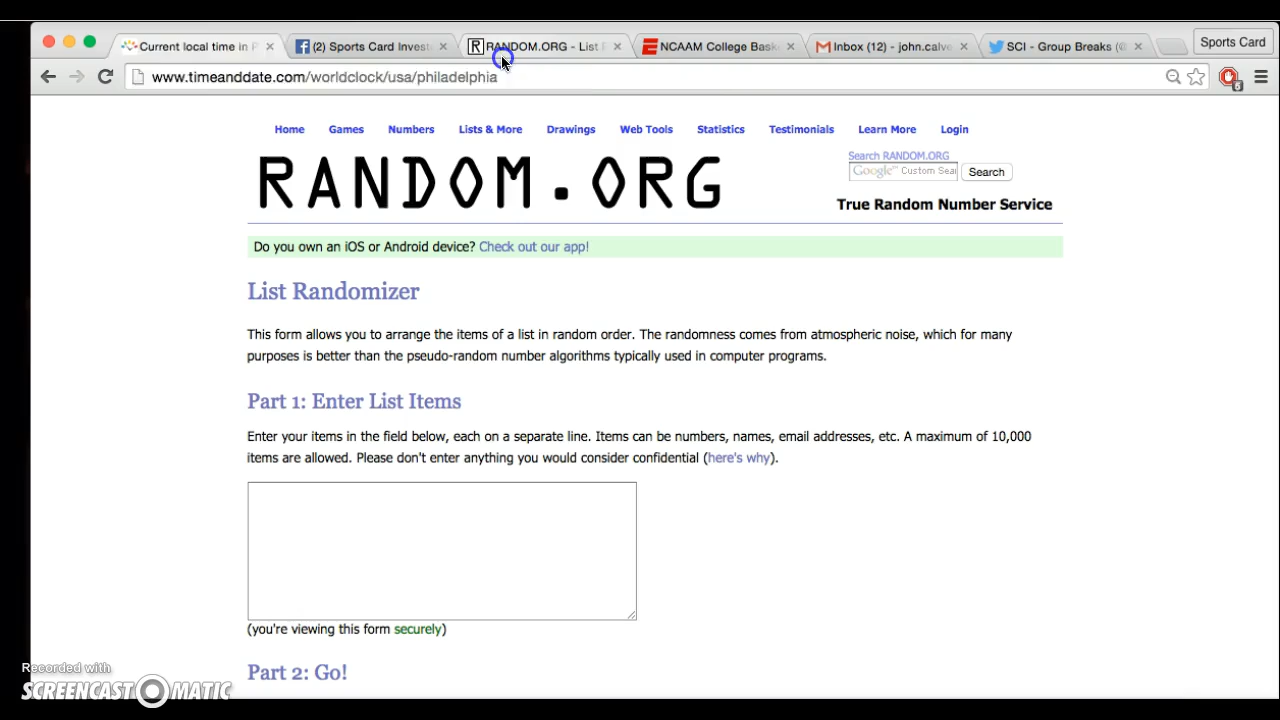 Current local time in P
(2) Sports Card Invest
RANDOM.ORG - List
NCAAM College Bask
Inbox (12) - john.calve
SCI - Group Breaks (@
Sports Card
www.timeanddate.com/worldclock/usa/philadelphia
6
Home Games Numbers Lists & More Drawings Web Tools Statistics Testimonials Learn More Login
RANDOM.ORG
Search RANDOM.ORG
Google™ Custom Sear
Search
True Random Number Service
Do you own an iOS or Android device? Check out our app!
List Randomizer
This form allows you to arrange the items of a list in random order. The randomness comes from atmospheric noise, which for many
purposes is better than the pseudo-random number algorithms typically used in computer programs.
Part 1: Enter List Items
Enter your items in the field below, each on a separate line. Items can be numbers, names, email addresses, etc. A maximum of 10,000
items are allowed. Please don't enter anything you would consider confidential (here's why).
(you're viewing this form securely)
Part 2: Go!
Recorded with
SCREENCAST-O-MATIC